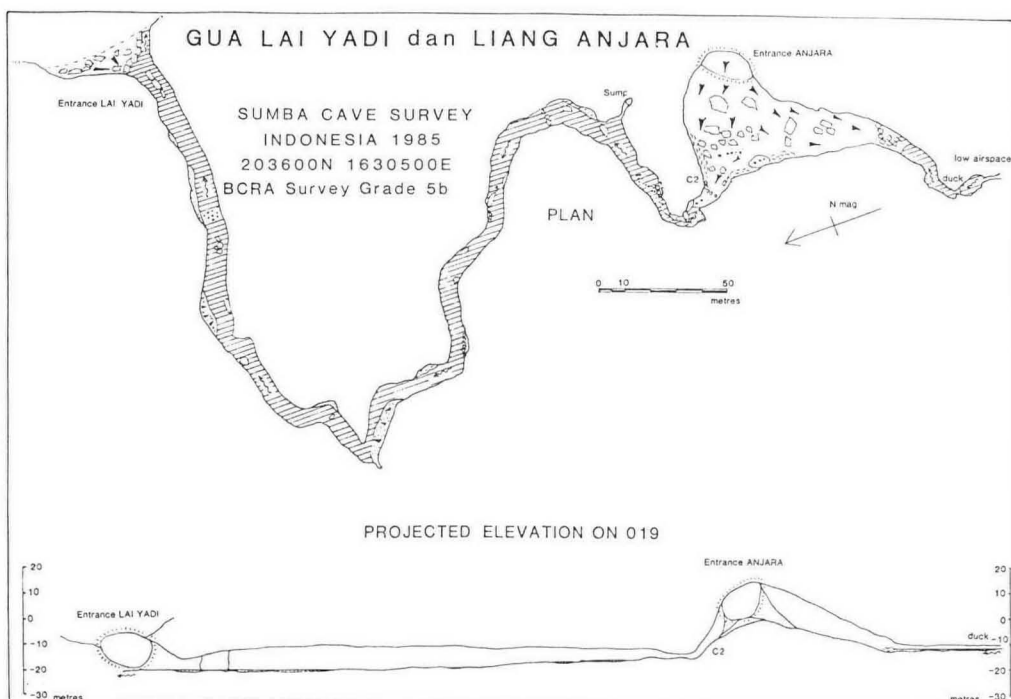 GUA LAI YADI dan LIANG ANJARA
Entrance ANJARA
Entrance LAI YADI
SUMBA CAVE SURVEY
INDONESIA 1985
203600N 1630500E
BCRA Survey Grade 5b
Sump
low airspace
duck
C2
PLAN
N mag.
0 10 50
metres
PROJECTED ELEVATION ON 019
Entrance ANJARA
Entrance LAI YADI
20
10
0
-10
-20
-30
metres
C2
duck
20
10
0
-10
-20
-30
metres